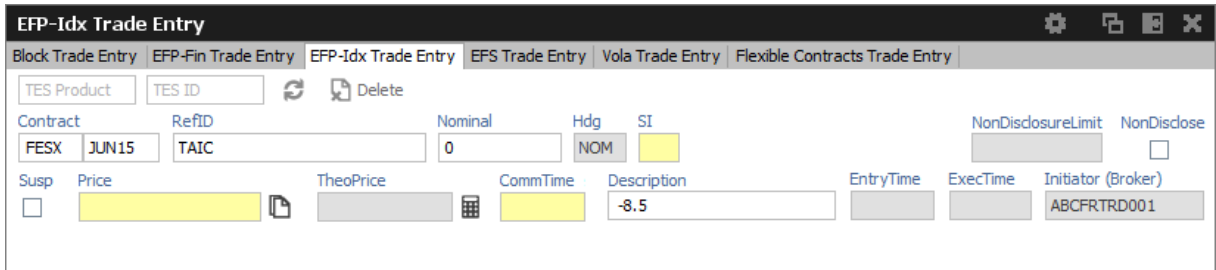 EFP-Idx Trade Entry
Block Trade Entry EFP-Fin Trade Entry EFP-Idx Trade Entry EFS Trade Entry Vola Trade Entry Flexible Contracts Trade Entry
TES Product TES ID Delete
Contract RefID Nominal Hdg SI NonDisclosureLimit NonDisclose
FESX JUN15 TAIC 0 NOM
Susp Price TheoPrice CommTime Description EntryTime ExecTime Initiator (Broker)
-8.5 ABCFRTRD001